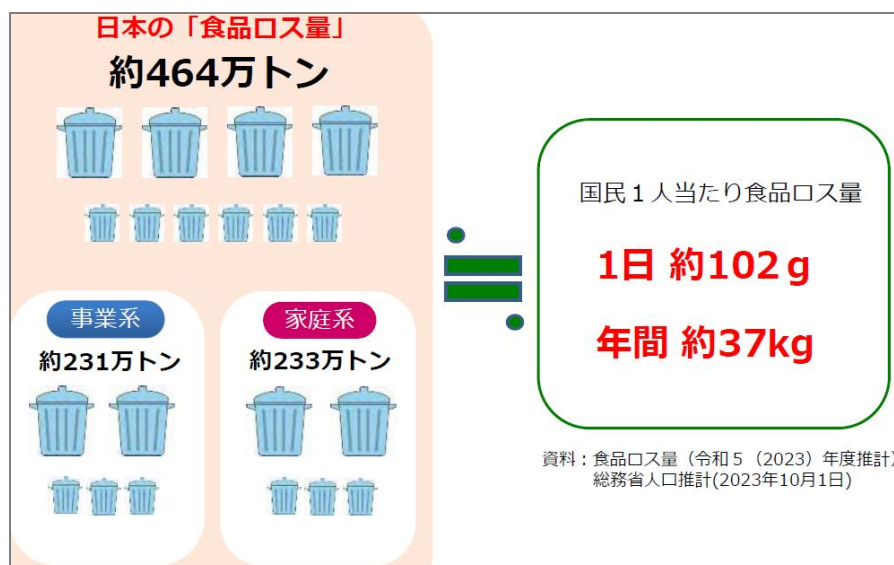 日本の「食品ロス量」
約464万トン
事業系
約231万トン
家庭系
約233万トン
国民１人当たり食品ロス量
1日 約102ｇ
年間 約37kg
資料：食品ロス量（令和５（2023）年度推計）
総務省人口推計(2023年10月1日)